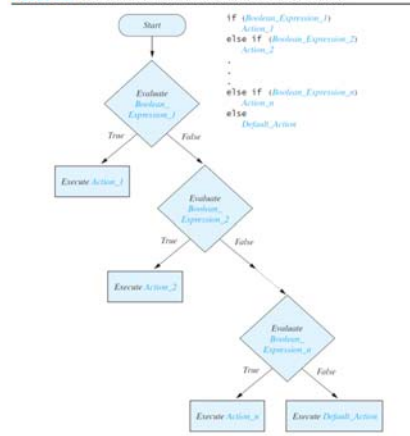 Start
if (Boolean_Expression_1)
Action_1
else if (Boolean_Expression_2)
Action_2
.
.
.
else if (Boolean_Expression_n)
Action_n
else
Default_Action
Evaluate
Boolean_
Expression_1
True
False
Execute Action_1
Evaluate
Boolean_
Expression_2
True
False
Execute Action_2
Evaluate
Boolean_
Expression_n
True
False
Execute Action_n
Execute Default_Action